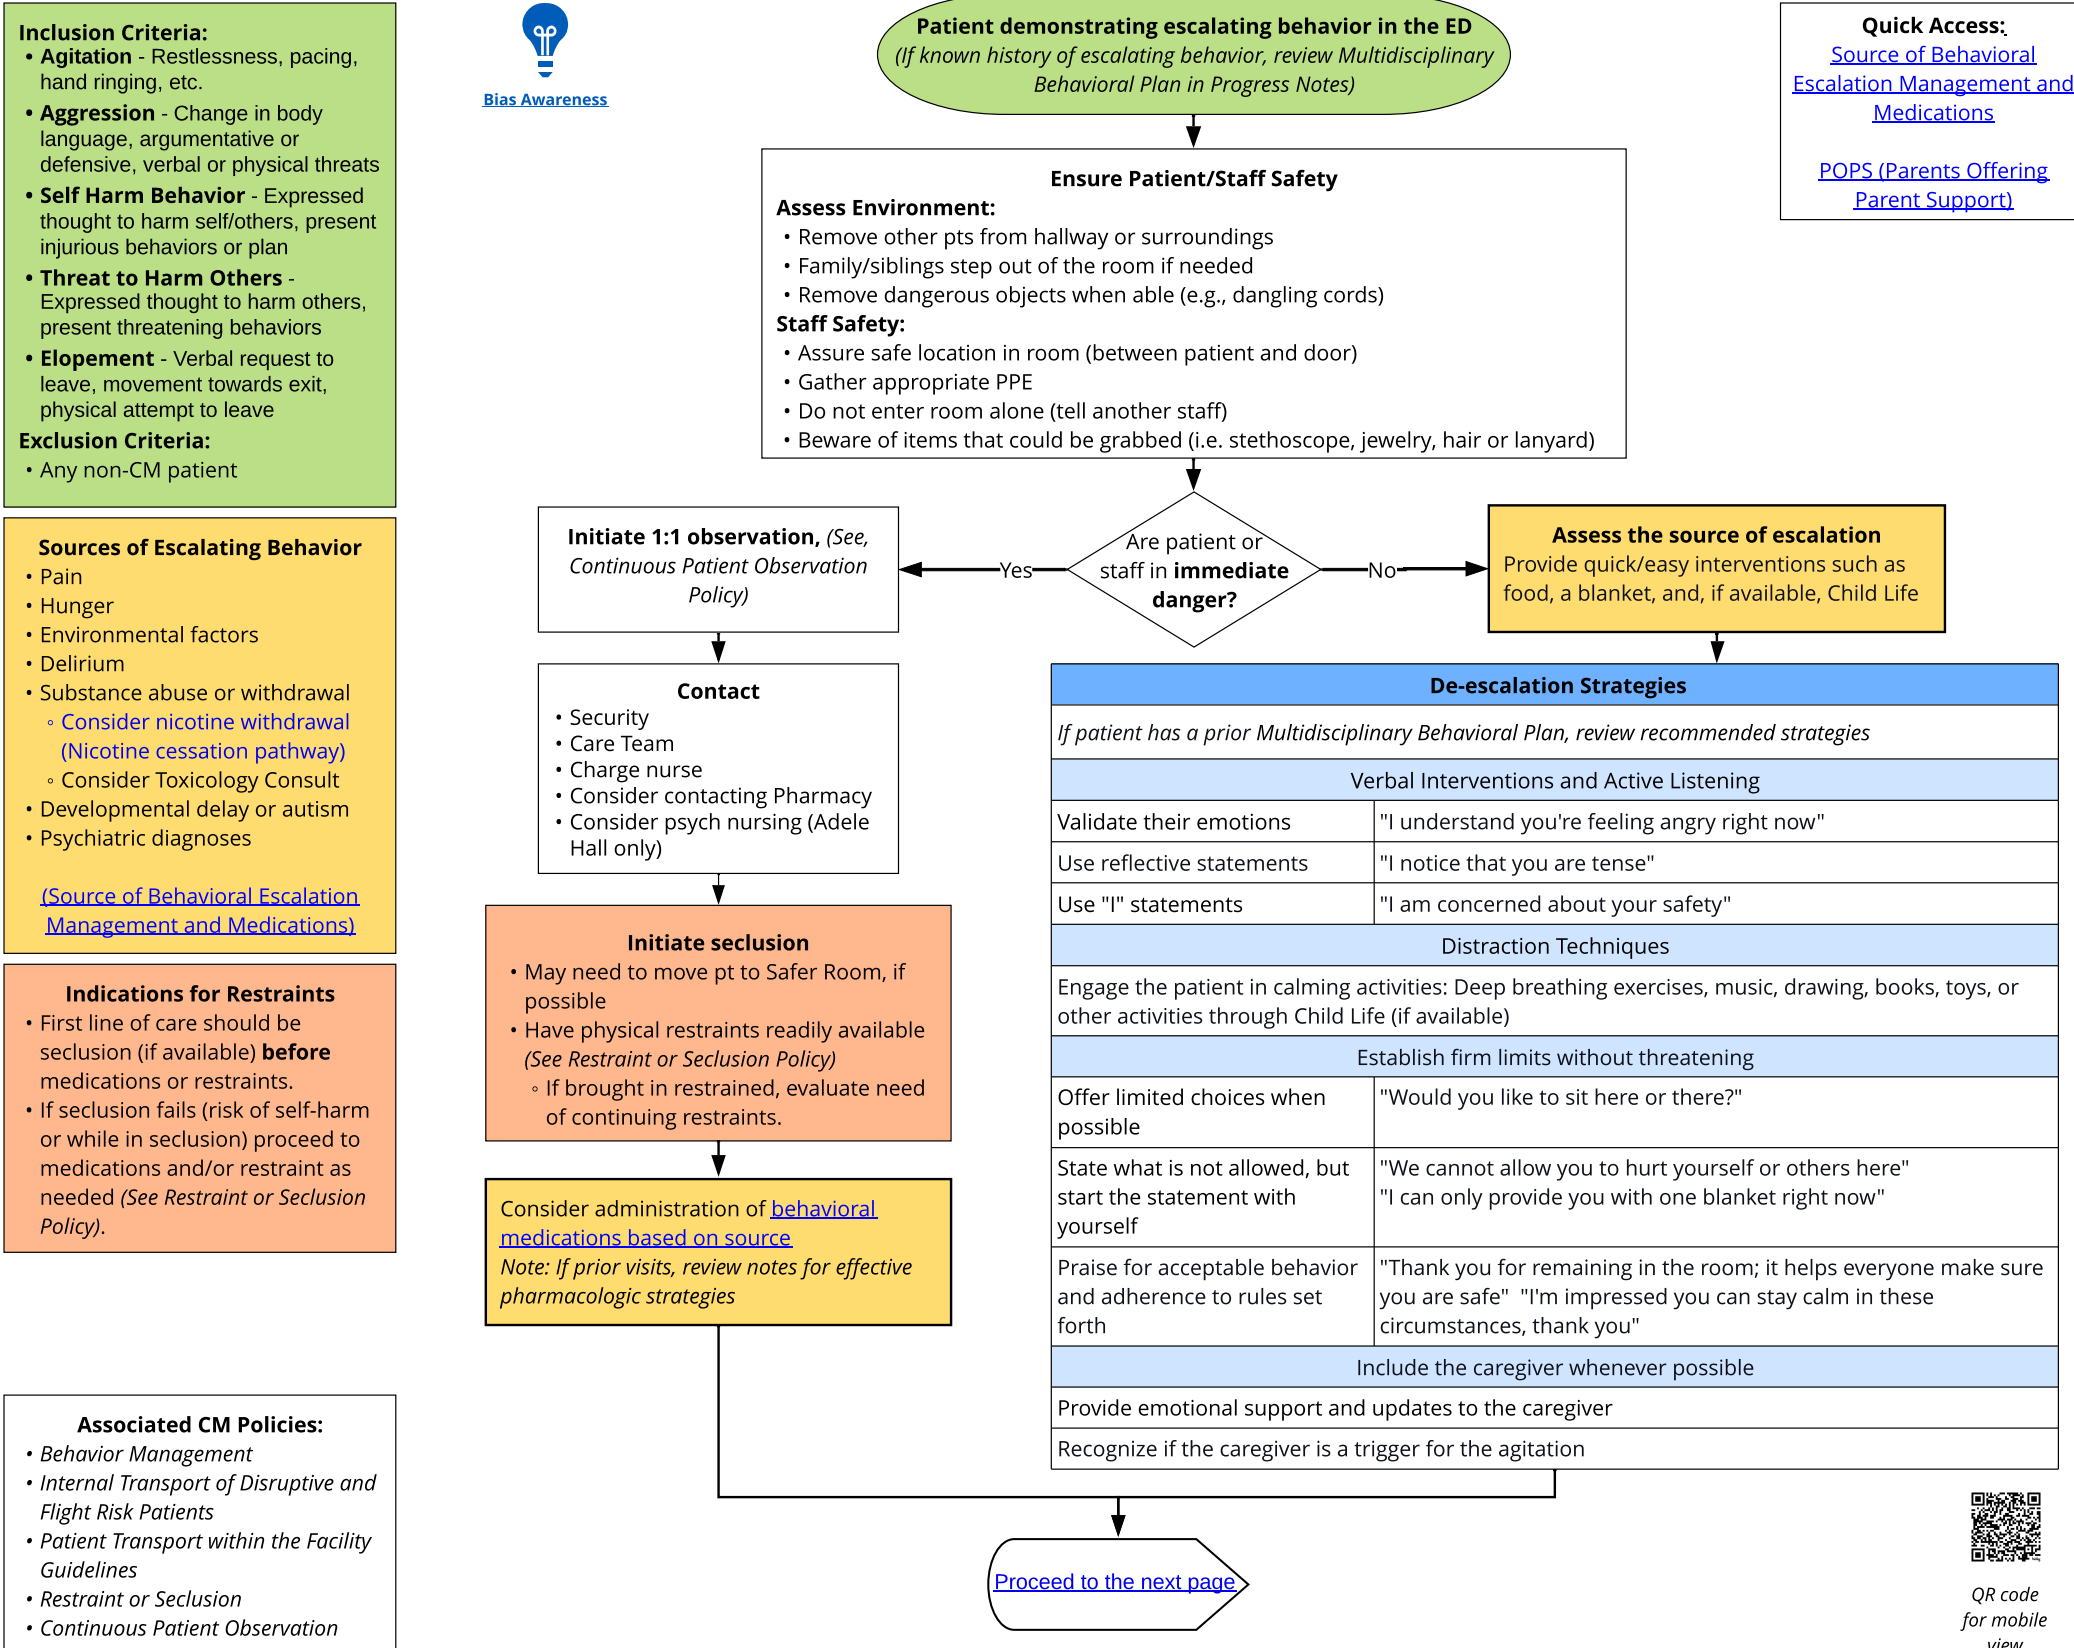 Inclusion Criteria:
• Agitation - Restlessness, pacing,
hand ringing, etc.
• Aggression - Change in body
language, argumentative or
defensive, verbal or physical threats
• Self Harm Behavior - Expressed
thought to harm self/others, present
injurious behaviors or plan
• Threat to Harm Others -
Expressed thought to harm others,
present threatening behaviors
• Elopement - Verbal request to
leave, movement towards exit,
physical attempt to leave
Exclusion Criteria:
• Any non-CM patient
Sources of Escalating Behavior
• Pain
• Hunger
• Environmental factors
• Delirium
• Substance abuse or withdrawal
◦ Consider nicotine withdrawal
(Nicotine cessation pathway)
◦ Consider Toxicology Consult
• Developmental delay or autism
• Psychiatric diagnoses
(Source of Behavioral Escalation
Management and Medications)
Indications for Restraints
• First line of care should be
seclusion (if available) before
medications or restraints.
• If seclusion fails (risk of self-harm
or while in seclusion) proceed to
medications and/or restraint as
needed (See Restraint or Seclusion
Policy).
Associated CM Policies:
• Behavior Management
• Internal Transport of Disruptive and
Flight Risk Patients
• Patient Transport within the Facility
Guidelines
• Restraint or Seclusion
• Continuous Patient Observation
Bias Awareness
Patient demonstrating escalating behavior in the ED
(If known history of escalating behavior, review Multidisciplinary
Behavioral Plan in Progress Notes)
Quick Access:
Source of Behavioral
Escalation Management and
Medications
POPS (Parents Offering
Parent Support)
Ensure Patient/Staff Safety
Assess Environment:
• Remove other pts from hallway or surroundings
• Family/siblings step out of the room if needed
• Remove dangerous objects when able (e.g., dangling cords)
Staff Safety:
• Assure safe location in room (between patient and door)
• Gather appropriate PPE
• Do not enter room alone (tell another staff)
• Beware of items that could be grabbed (i.e. stethoscope, jewelry, hair or lanyard)
Are patient or
staff in immediate
danger?
Yes
No
Initiate 1:1 observation, (See,
Continuous Patient Observation
Policy)
Contact
• Security
• Care Team
• Charge nurse
• Consider contacting Pharmacy
• Consider psych nursing (Adele
Hall only)
Initiate seclusion
• May need to move pt to Safer Room, if
possible
• Have physical restraints readily available
(See Restraint or Seclusion Policy)
◦ If brought in restrained, evaluate need
of continuing restraints.
Consider administration of behavioral
medications based on source
Note: If prior visits, review notes for effective
pharmacologic strategies
Assess the source of escalation
Provide quick/easy interventions such as
food, a blanket, and, if available, Child Life
De-escalation Strategies
If patient has a prior Multidisciplinary Behavioral Plan, review recommended strategies
Verbal Interventions and Active Listening
Validate their emotions
"I understand you're feeling angry right now"
Use reflective statements
"I notice that you are tense"
Use "I" statements
"I am concerned about your safety"
Distraction Techniques
Engage the patient in calming activities: Deep breathing exercises, music, drawing, books, toys, or
other activities through Child Life (if available)
Establish firm limits without threatening
Offer limited choices when
possible
"Would you like to sit here or there?"
State what is not allowed, but
start the statement with
yourself
"We cannot allow you to hurt yourself or others here"
"I can only provide you with one blanket right now"
Praise for acceptable behavior
and adherence to rules set
forth
"Thank you for remaining in the room; it helps everyone make sure
you are safe" "I'm impressed you can stay calm in these
circumstances, thank you"
Include the caregiver whenever possible
Provide emotional support and updates to the caregiver
Recognize if the caregiver is a trigger for the agitation
Proceed to the next page
QR code
for mobile
view